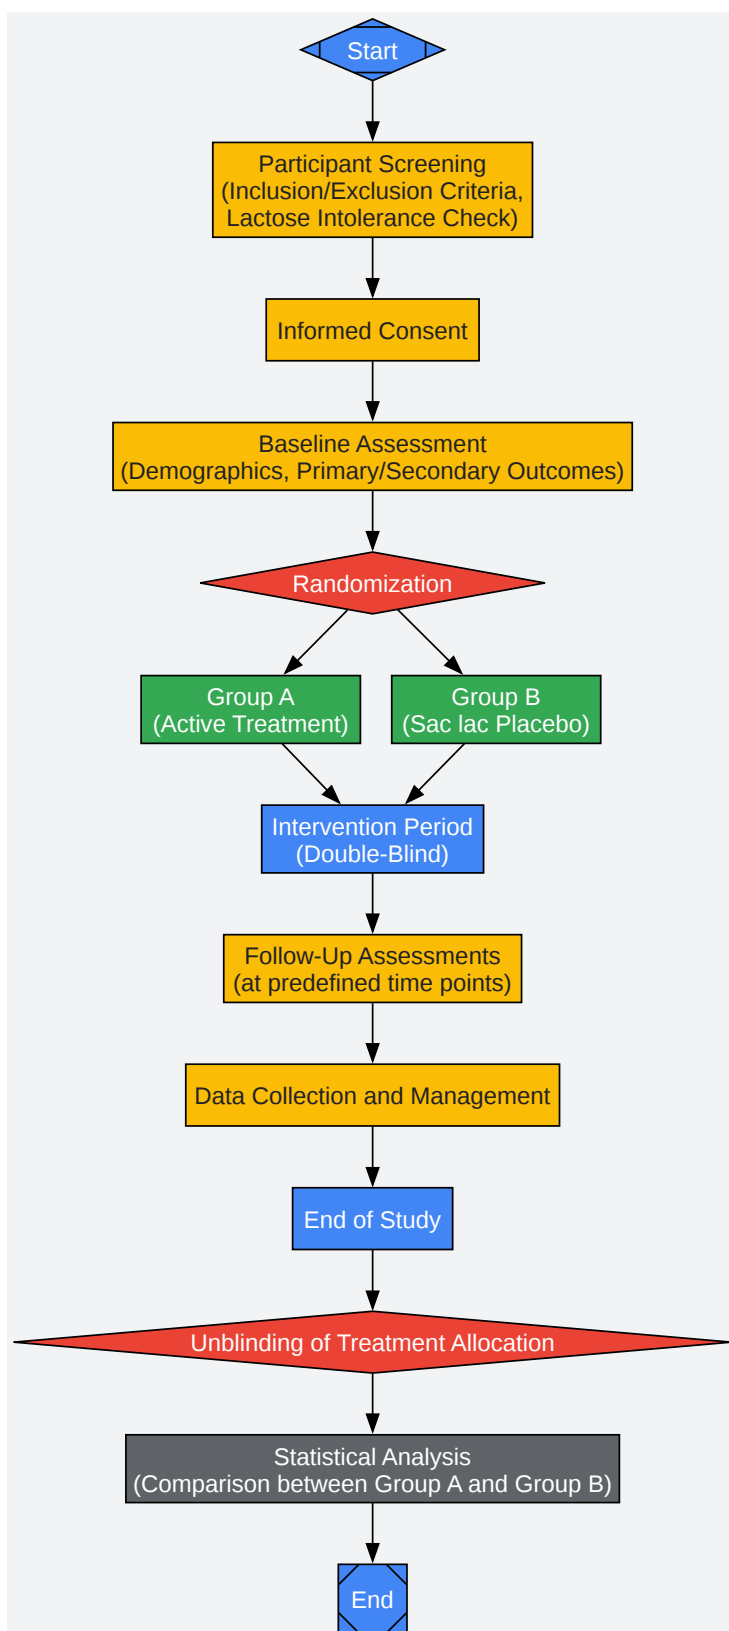 Start
Participant Screening
(Inclusion/Exclusion Criteria,
Lactose Intolerance Check)
Informed Consent
Baseline Assessment
(Demographics, Primary/Secondary Outcomes)
Randomization
Group A
(Active Treatment)
Group B
(Sac lac Placebo)
Intervention Period
(Double-Blind)
Follow-Up Assessments
(at predefined time points)
Data Collection and Management
End of Study
Unblinding of Treatment Allocation
Statistical Analysis
(Comparison between Group A and Group B)
End